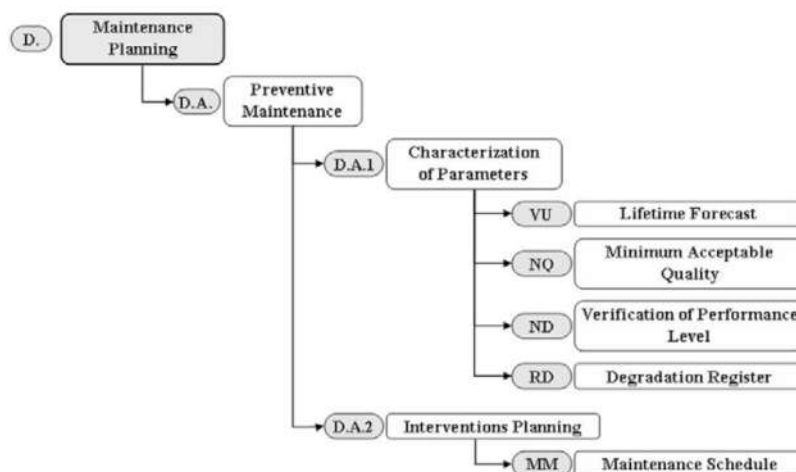 D.
Maintenance
Planning
D.A.
Preventive
Maintenance
D.A.1
Characterization
of Parameters
VU
Lifetime Forecast
NQ
Minimum Acceptable
Quality
ND
Verification of Performance
Level
RD
Degradation Register
D.A.2
Interventions Planning
MM
Maintenance Schedule